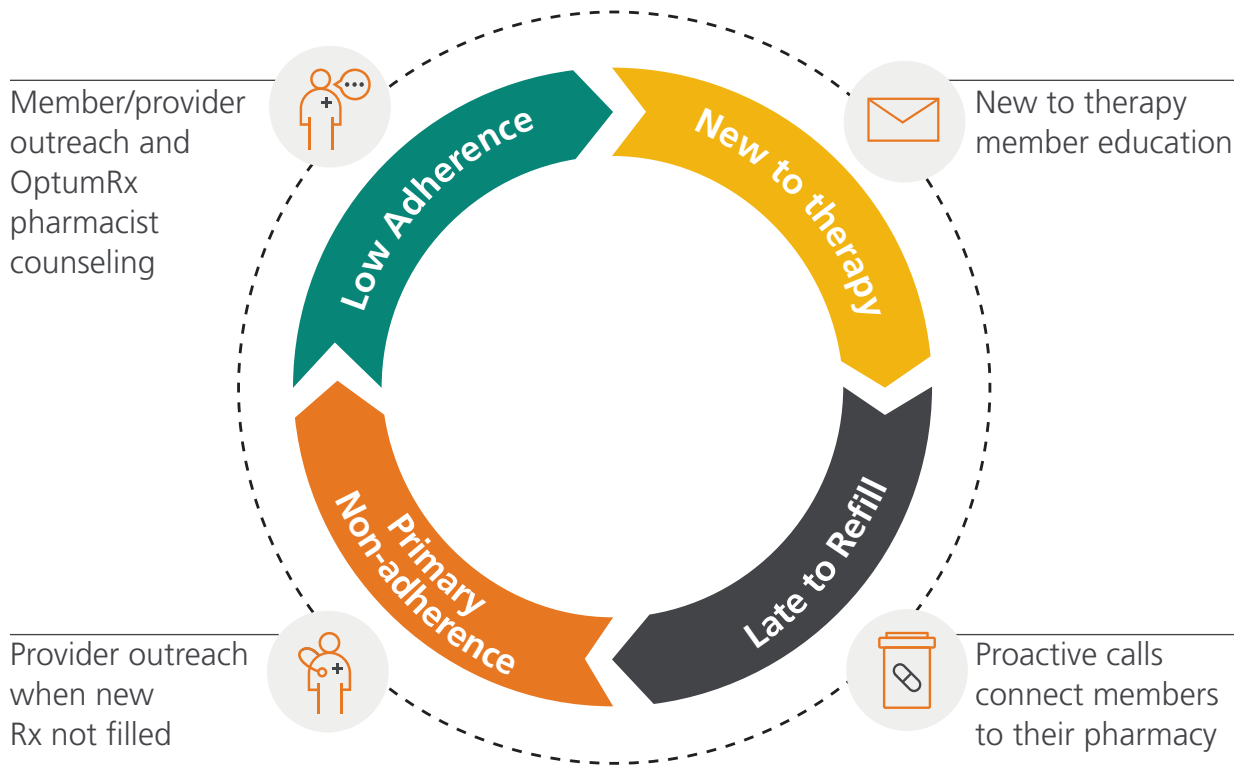 Member/provider
outreach and
OptumRx
pharmacist
counseling
Low Adherence
New to therapy
New to therapy
member education
Primary
Non-adherence
Late to Refill
Provider outreach
when new
Rx not filled
Proactive calls
connect members
to their pharmacy